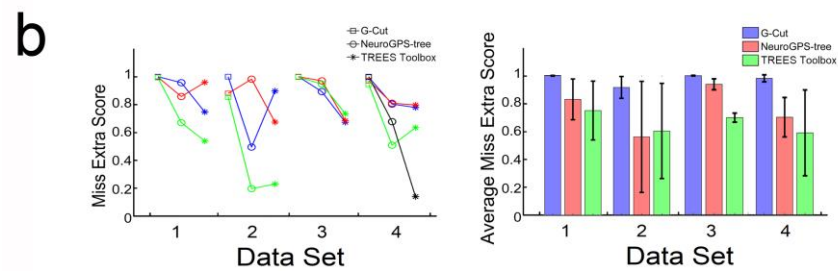 b
G-Cut
NeuroGPS-tree
TREES Toolbox
Miss Extra Score
1
0.8
0.6
0.4
0.2
0
1 2 3 4
Data Set
G-Cut
NeuroGPS-tree
TREES Toolbox
Average Miss Extra Score
1
0.8
0.6
0.4
0.2
0
1 2 3 4
Data Set